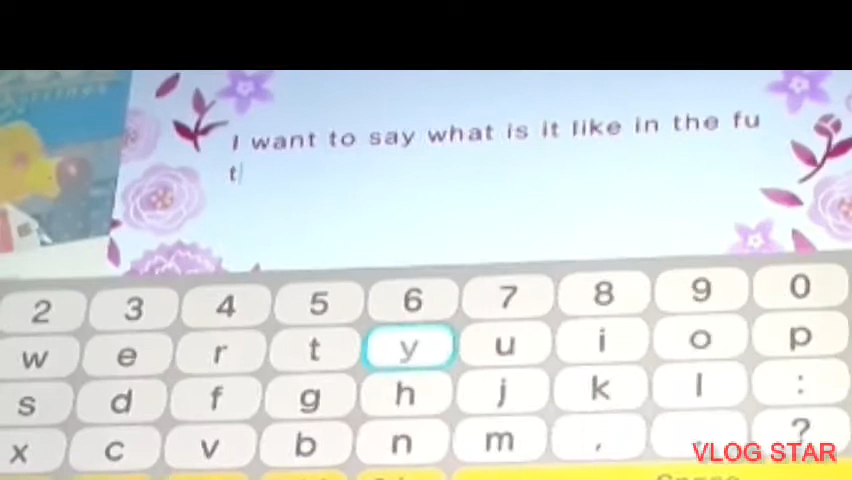 I want to say what is it like in the fu
t
2 3 4 5 6 7 8 9 0
w e r t y u i o p
s d f g h j k l :
x c v b n m , . ?
VLOG STAR